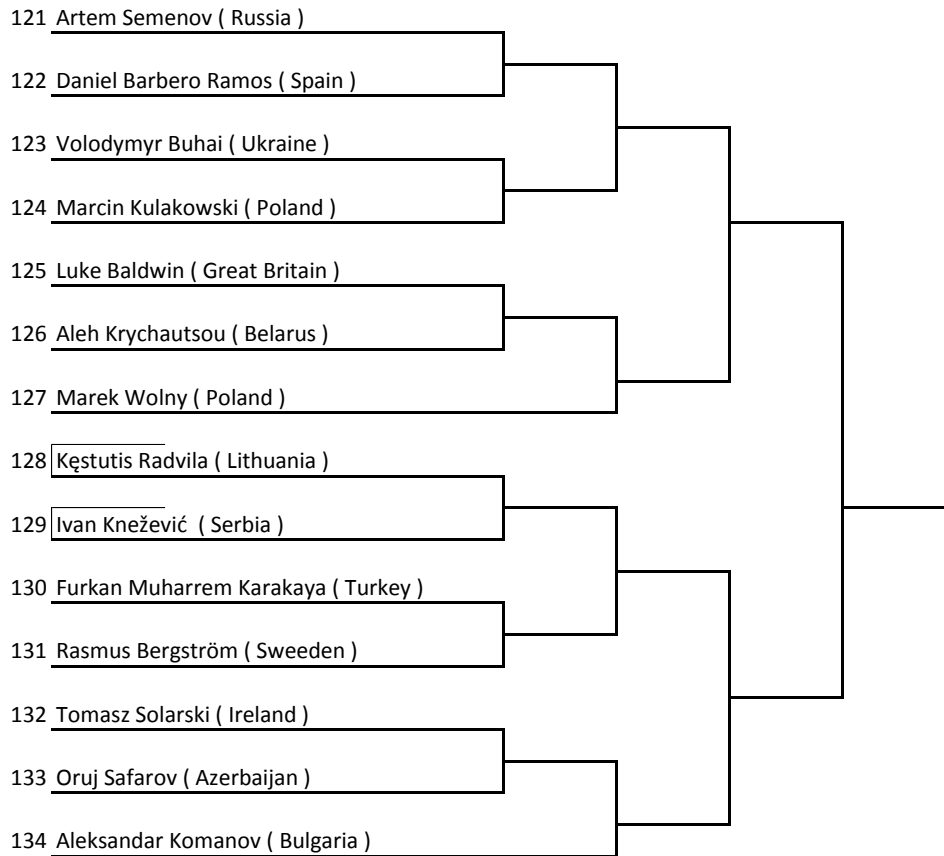 121 Artem Semenov ( Russia )
122 Daniel Barbero Ramos ( Spain )
123 Volodymyr Buhai ( Ukraine )
124 Marcin Kulakowski ( Poland )
125 Luke Baldwin ( Great Britain )
126 Aleh Krychautsou ( Belarus )
127 Marek Wolny ( Poland )
128 Kęstutis Radvila ( Lithuania )
129 Ivan Knežević  ( Serbia )
130 Furkan Muharrem Karakaya ( Turkey )
131 Rasmus Bergström ( Sweeden )
132 Tomasz Solarski ( Ireland )
133 Oruj Safarov ( Azerbaijan )
134 Aleksandar Komanov ( Bulgaria )